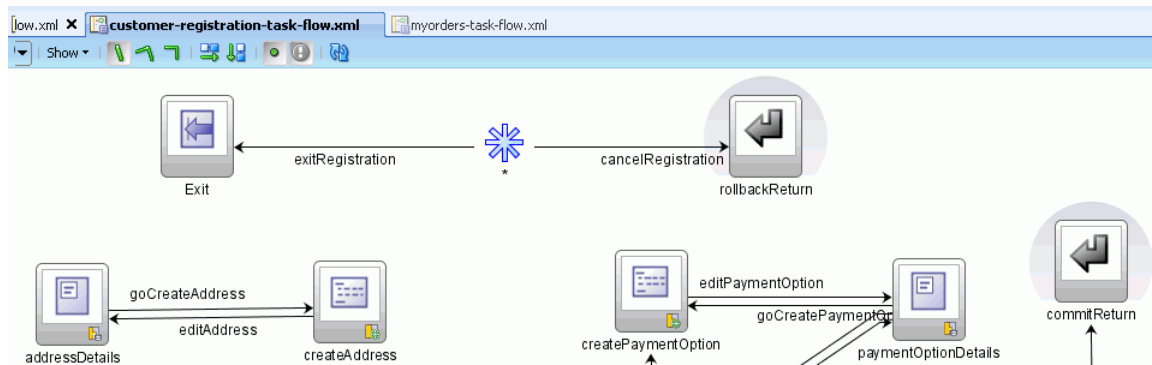 low.xml customer-registration-task-flow.xml myorders-task-flow.xml
Show
exitRegistration
*
cancelRegistration
Exit
rollbackReturn
goCreateAddress
editAddress
addressDetails
createAddress
editPaymentOption
goCreatePaymentOp
createPaymentOption
paymentOptionDetails
commitReturn